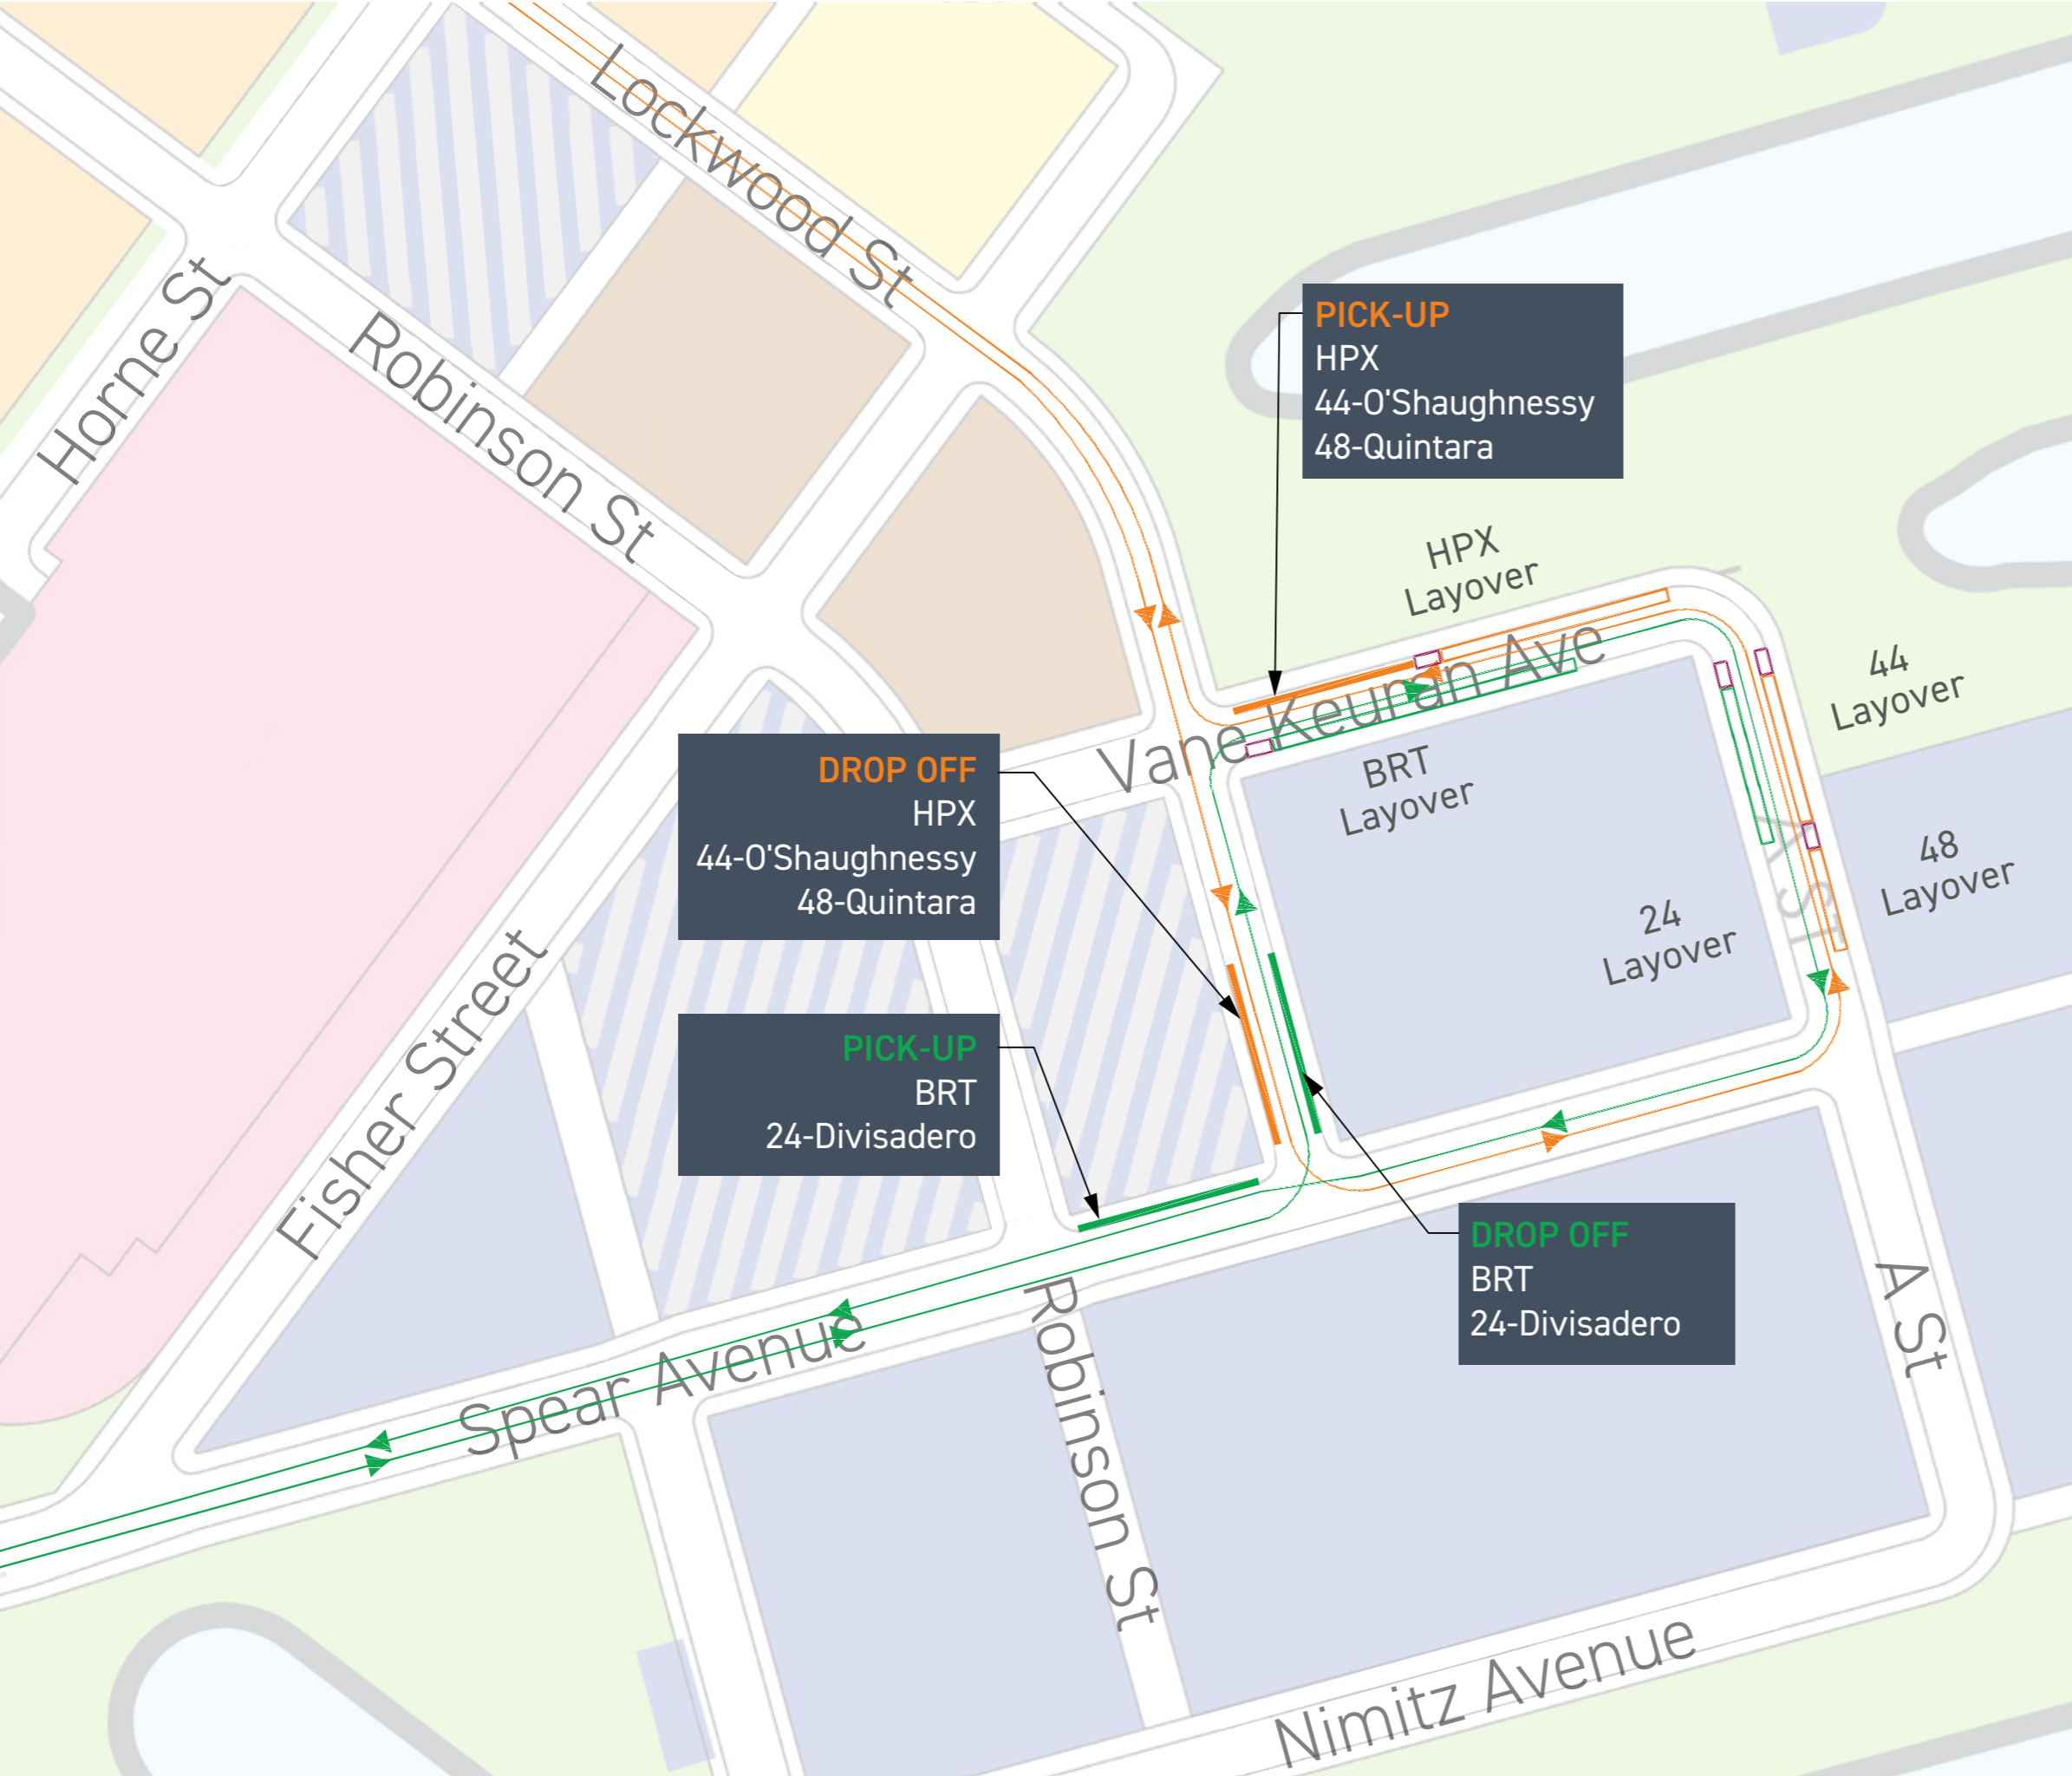 Lockwood St
Horne St
Robinson St
PICK-UP
HPX
44-O'Shaughnessy
48-Quintara
HPX
Layover
Vane Keuran Ave
44
Layover
BRT
Layover
DROP OFF
HPX
44-O'Shaughnessy
48-Quintara
A ST
48
Layover
24
Layover
Fisher Street
PICK-UP
BRT
24-Divisadero
DROP OFF
BRT
24-Divisadero
Spear Avenue
Robinson St
A St
Nimitz Avenue